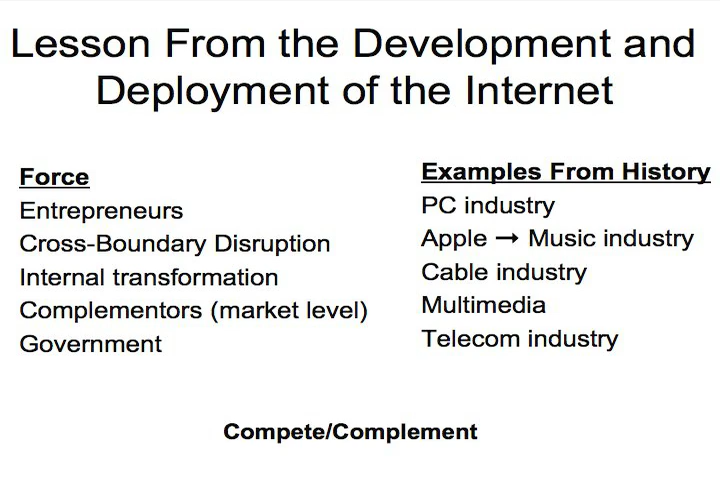 Lesson From the Development and
Deployment of the Internet
Force
Entrepreneurs
Cross-Boundary Disruption
Internal transformation
Complementors (market level)
Government
Examples From History
PC industry
Apple → Music industry
Cable industry
Multimedia
Telecom industry
Compete/Complement